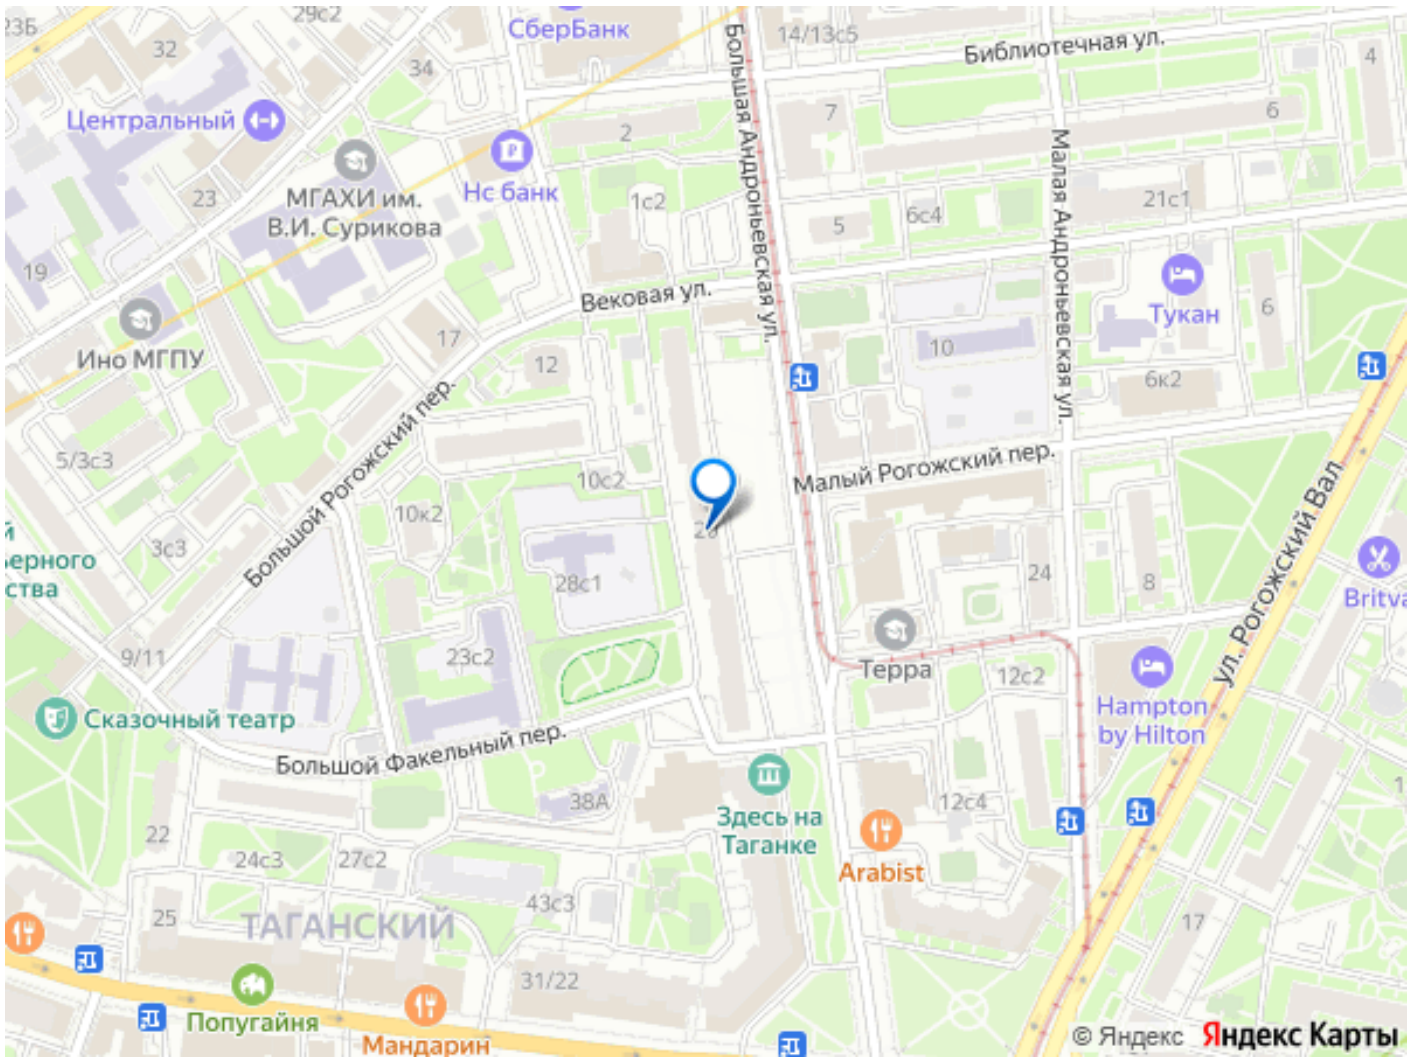 29с2
СберБанк
14/13с5
Библиотечная ул.
4
23Б
32
34
Центральный
2
7
6
Большая Андроньевская ул.
Малая Андроньевская ул.
МГАХИ им.
В.И. Сурикова
Нс банк
23
1с2
5
6с4
21с1
19
Вековая ул.
Тукан
6
Ино МГПУ
17
12
10
6к2
5/3с3
Большой Рогожский пер.
10с2
Малый Рогожский пер.
ул. Рогожский Вал
10к2
3с3
й
ьерного
ства
28с1
24
8
Britva
9/11
23с2
Терра
12с2
Сказочный театр
Hampton
by Hilton
Большой Факельный пер.
38А
Здесь на
Таганке
12с4
Arabist
22
24с3
27с2
25
ТАГАНСКИЙ
43с3
17
31/22
Попугайня
Мандарин
© Яндекс Яндекс Карты